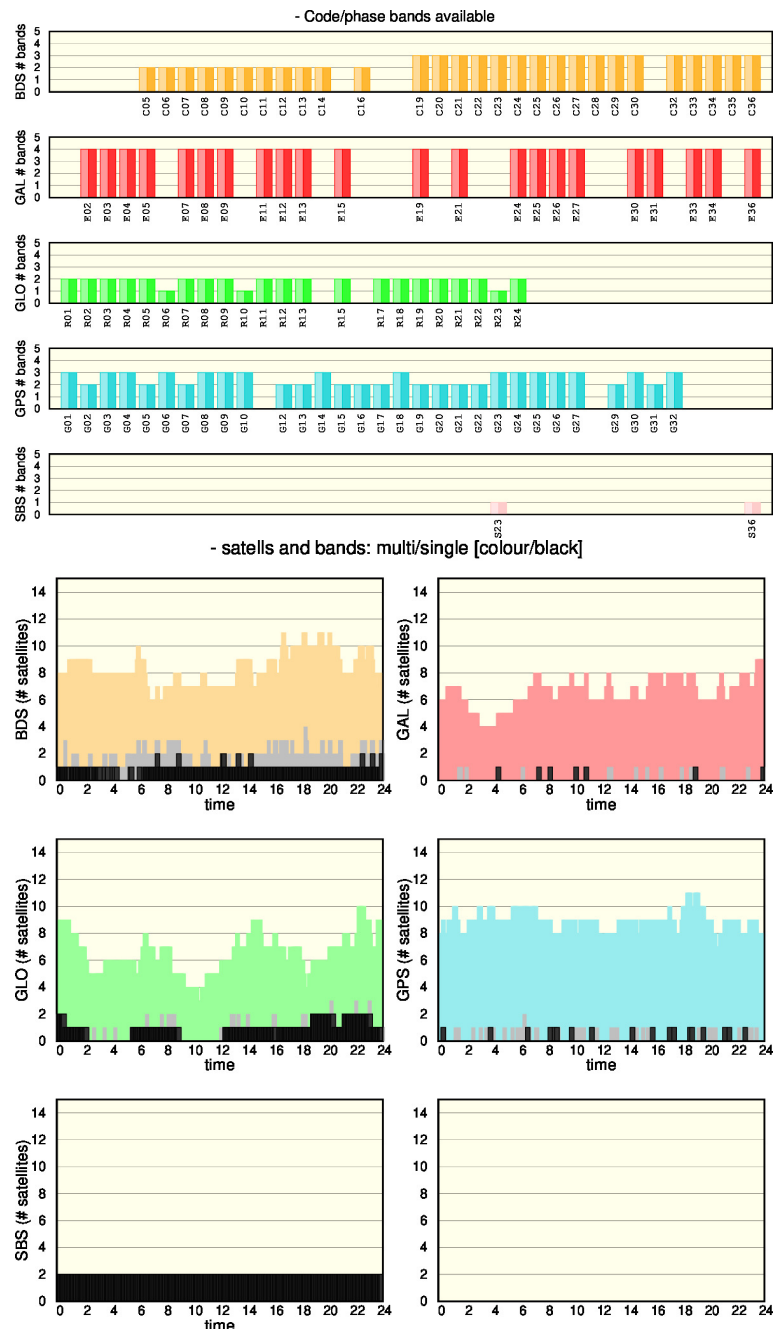 - Code/phase bands available
BDS # bands
5
4
3
2
1
0
C05 C06 C07 C08 C09 C10 C11 C12 C13 C14 C16 C19 C20 C21 C22 C23 C24 C25 C26 C27 C28 C29 C30 C32 C33 C34 C35 C36
GAL # bands
5
4
3
2
1
0
E02 E03 E04 E05 E07 E08 E09 E11 E12 E13 E15 E19 E21 E24 E25 E26 E27 E30 E31 E33 E34 E36
GLO # bands
5
4
3
2
1
0
R01 R02 R03 R04 R05 R06 R07 R08 R09 R10 R11 R12 R13 R15 R17 R18 R19 R20 R21 R22 R23 R24
GPS # bands
5
4
3
2
1
0
G01 G02 G03 G04 G05 G06 G07 G08 G09 G10 G12 G13 G14 G15 G16 G17 G18 G19 G20 G21 G22 G23 G24 G25 G26 G27 G29 G30 G31 G32
SBS # bands
5
4
3
2
1
0
S23 S36
- satells and bands: multi/single [colour/black]
BDS (# satellites)
14
12
10
8
6
4
2
0
0 2 4 6 8 10 12 14 16 18 20 22 24
time
GAL (# satellites)
14
12
10
8
6
4
2
0
0 2 4 6 8 10 12 14 16 18 20 22 24
time
GLO (# satellites)
14
12
10
8
6
4
2
0
0 2 4 6 8 10 12 14 16 18 20 22 24
time
GPS (# satellites)
14
12
10
8
6
4
2
0
0 2 4 6 8 10 12 14 16 18 20 22 24
time
SBS (# satellites)
14
12
10
8
6
4
2
0
0 2 4 6 8 10 12 14 16 18 20 22 24
time
14
12
10
8
6
4
2
0
0 2 4 6 8 10 12 14 16 18 20 22 24